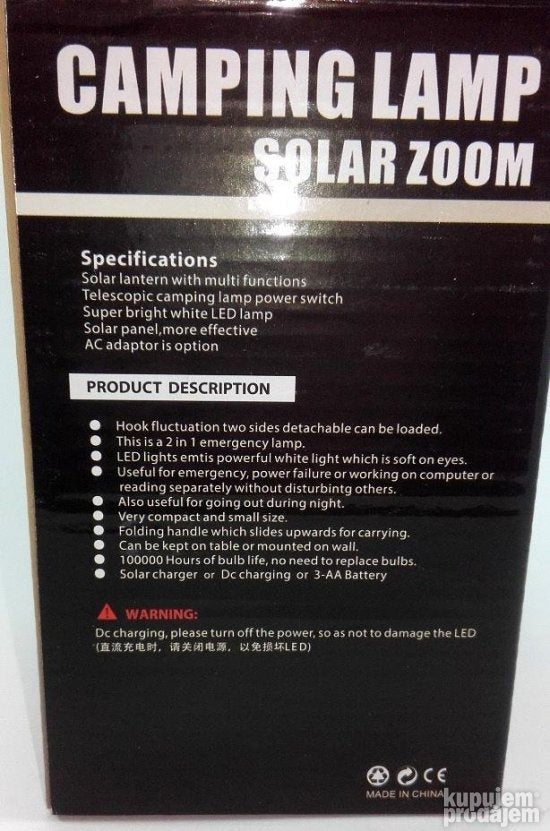 CAMPING LAMP
SOLAR ZOOM
Specifications
Solar lantern with multi functions
Telescopic camping lamp power switch
Super bright white LED lamp
Solar panel,more effective
AC adaptor is option
PRODUCT DESCRIPTION
● Hook fluctuation two sides detachable can be loaded.
● This is a 2 in 1 emergency lamp.
● LED lights emtis powerful white light which is soft on eyes.
● Useful for emergency, power failure or working on computer or
reading separately without disturbintg others.
● Also useful for going out during night.
● Very compact and small size.
● Folding handle which slides upwards for carrying.
● Can be kept on table or mounted on wall.
● 100000 Hours of bulb life, no need to replace bulbs.
● Solar charger or Dc charging or 3-AA Battery
WARNING:
Dc charging, please turn off the power, so as not to damage the LED
(直流充电时，请关闭电源，以免损坏LED)
CE
MADE IN CHINA
kupujem
prodajem